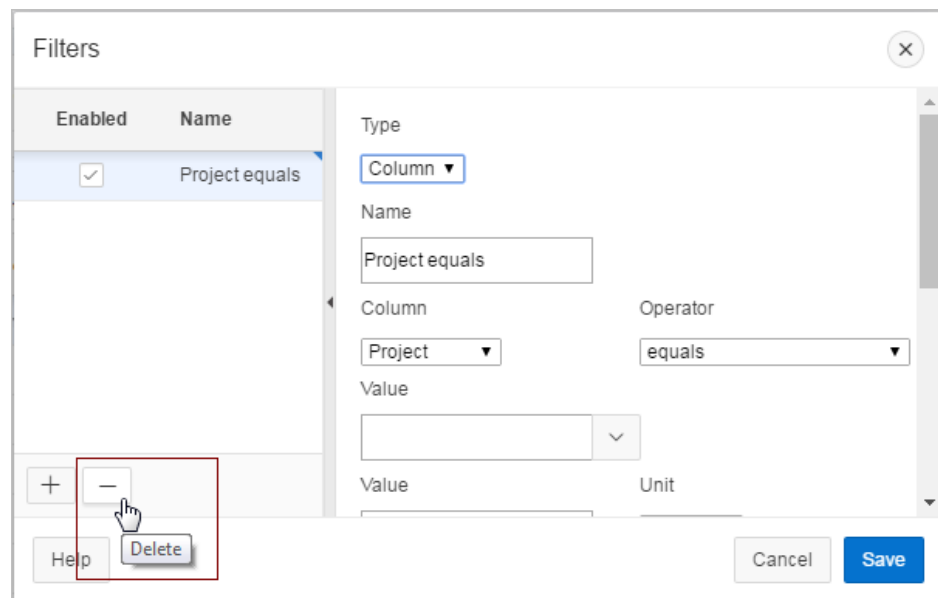 Filters
Enabled Name
Project equals
Type
Column
Name
Project equals
Column Operator
Project equals
Value
Value Unit
Delete
Help Cancel Save